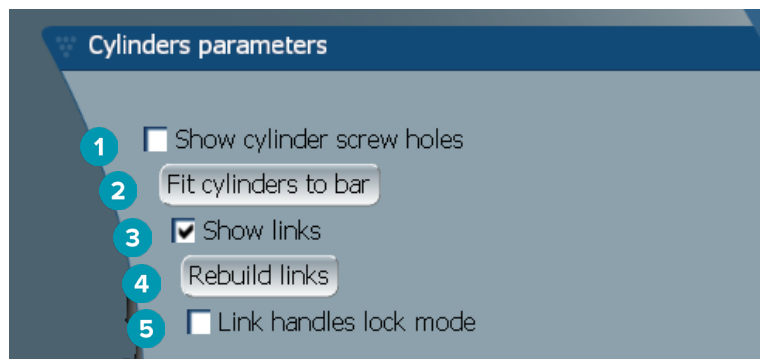 Cylinders parameters
1 Show cylinder screw holes
2 Fit cylinders to bar
3 Show links
4 Rebuild links
5 Link handles lock mode